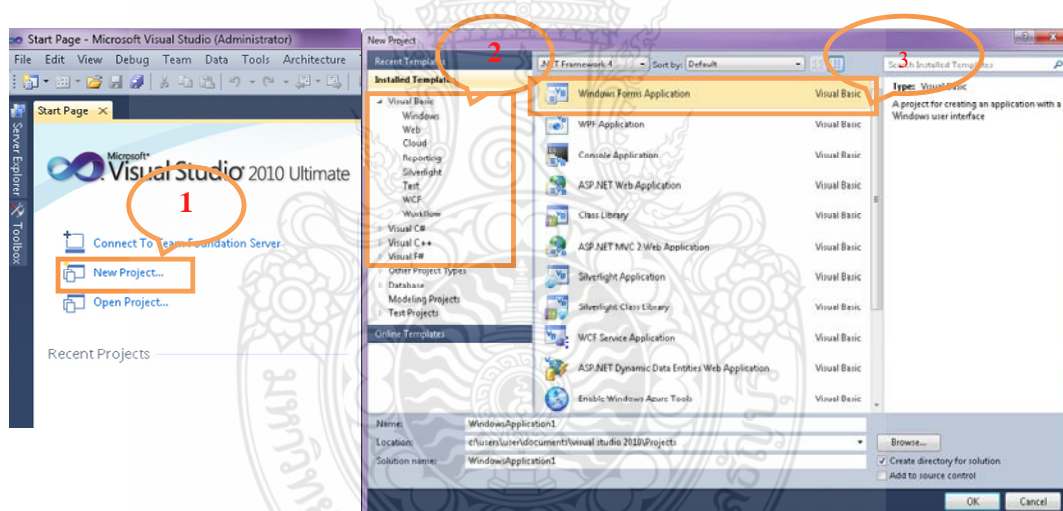 Start Page - Microsoft Visual Studio (Administrator)
File Edit View Debug Team Data Tools Architecture
Start Page
Server Explorer
Toolbox
Microsoft®
Visual Studio 2010 Ultimate
1
Connect To Team Foundation Server
New Project...
Open Project...
Recent Projects
New Project
2
3
Recent Templates
.NET Framework 4 Sort by: Default
Search Installed Templates
Installed Templates
Visual Basic
Windows
Web
Cloud
Reporting
Silverlight
Test
WCF
Workflow
Visual C#
Visual C++
Visual F#
Other Project Types
Database
Modeling Projects
Test Projects
Online Templates
Windows Forms Application Visual Basic
WPF Application Visual Basic
Console Application Visual Basic
ASP.NET Web Application Visual Basic
Class Library Visual Basic
ASP.NET MVC 2 Web Application Visual Basic
Silverlight Application Visual Basic
Silverlight Class Library Visual Basic
WCF Service Application Visual Basic
ASP.NET Dynamic Data Entities Web Application Visual Basic
Enable Windows Azure Tools Visual Basic
Type: Visual Basic
A project for creating an application with a
Windows user interface
Name: WindowsApplication1
Location: c:\users\user\documents\visual studio 2010\Projects
Browse...
Solution name: WindowsApplication1
Create directory for solution
Add to source control
OK Cancel